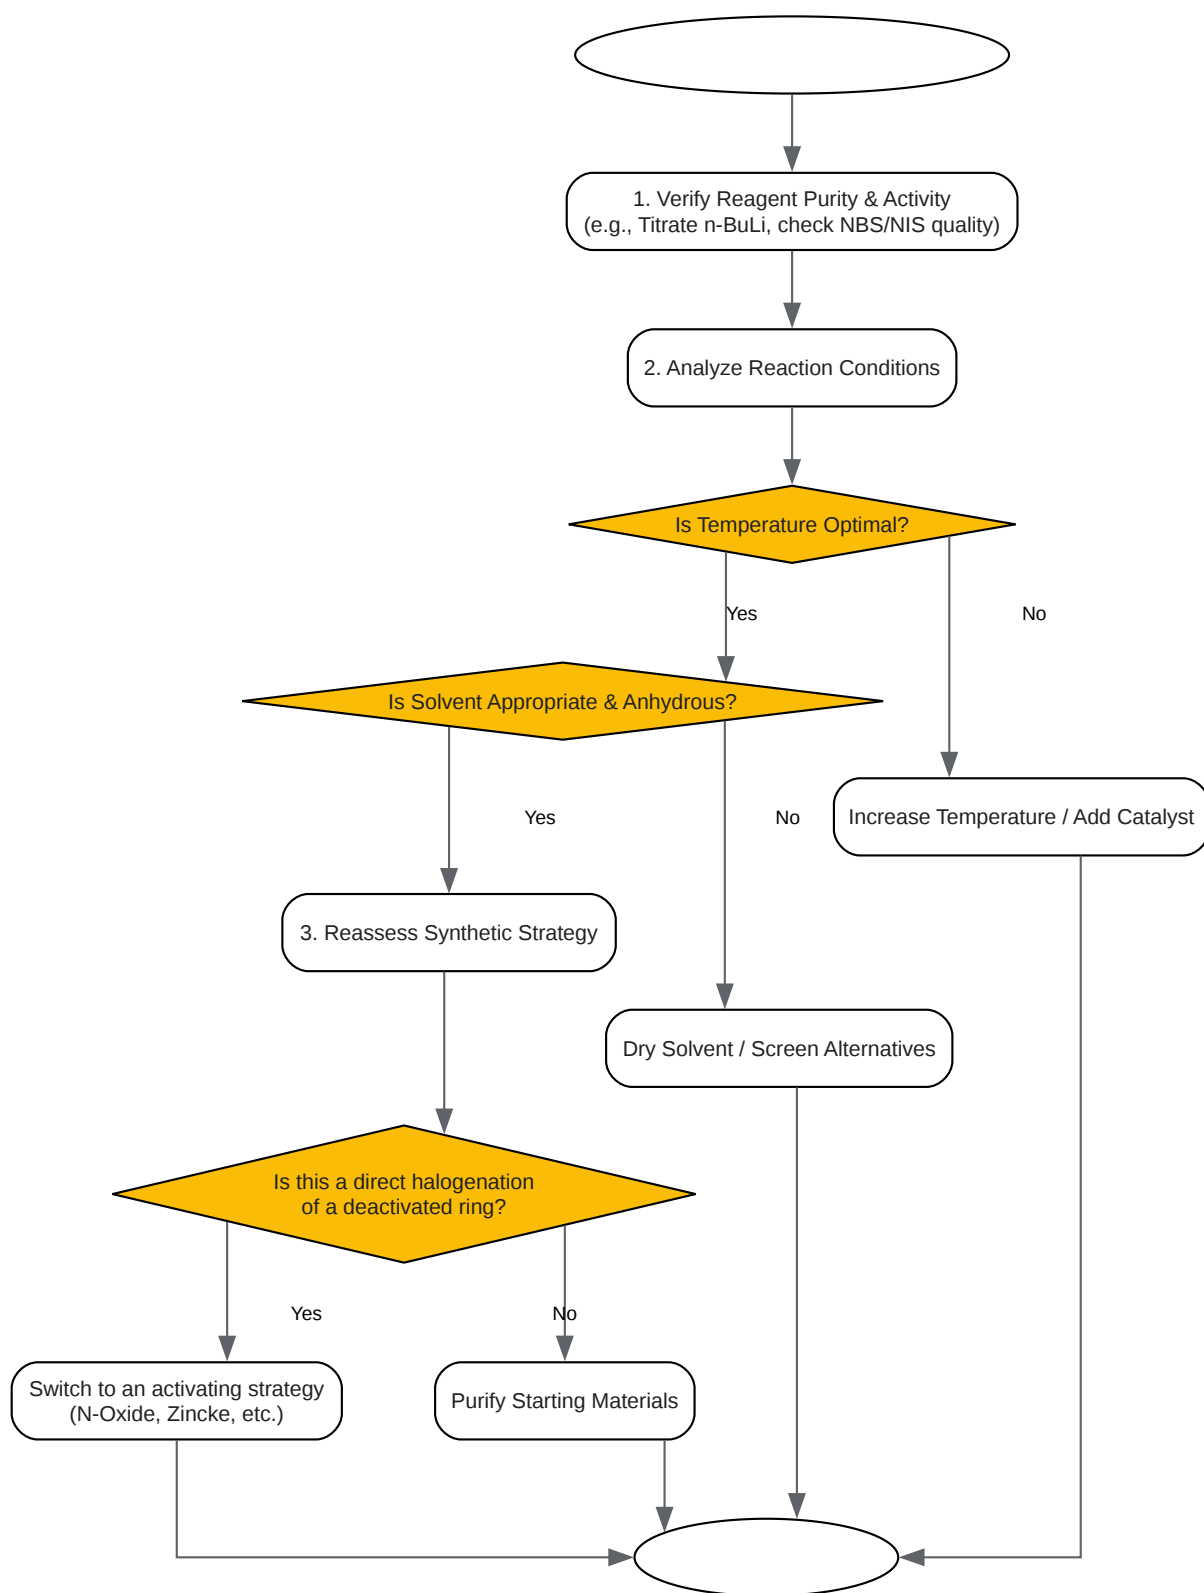 1. Verify Reagent Purity & Activity
(e.g., Titrate n-BuLi, check NBS/NIS quality)
2. Analyze Reaction Conditions
Is Temperature Optimal?
Yes
No
Is Solvent Appropriate & Anhydrous?
Yes
No
Increase Temperature / Add Catalyst
3. Reassess Synthetic Strategy
Dry Solvent / Screen Alternatives
Is this a direct halogenation
of a deactivated ring?
Yes
No
Switch to an activating strategy
(N-Oxide, Zincke, etc.)
Purify Starting Materials